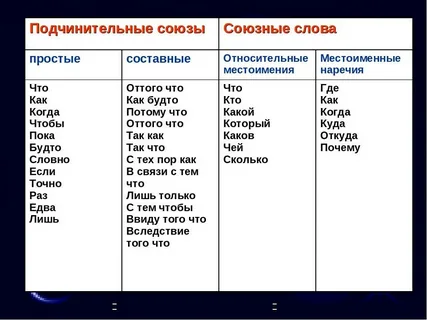 Подчинительные союзы
Союзные слова
простые
составные
Относительные
местоимения
Местоименные
наречия
Что
Как
Когда
Чтобы
Пока
Будто
Словно
Если
Точно
Раз
Едва
Лишь
Оттого что
Как будто
Потому что
Оттого что
Так как
Так что
С тех пор как
В связи с тем
что
Лишь только
С тем чтобы
Ввиду того что
Вследствие
того что
Что
Кто
Какой
Который
Каков
Чей
Сколько
Где
Как
Когда
Куда
Откуда
Почему